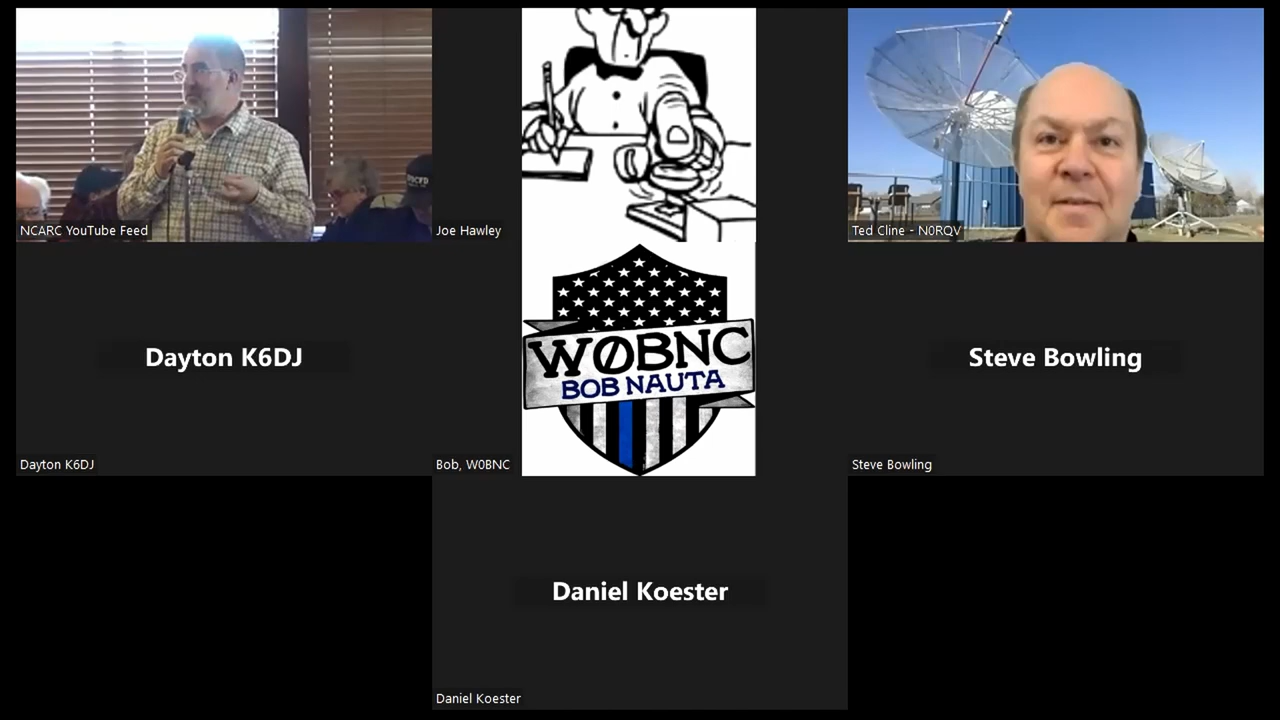 NCARC YouTube Feed
Joe Hawley
Ted Cline - N0RQV
Dayton K6DJ
Dayton K6DJ
WØBNC
BOB NAUTA
Bob, W0BNC
Steve Bowling
Steve Bowling
Daniel Koester
Daniel Koester